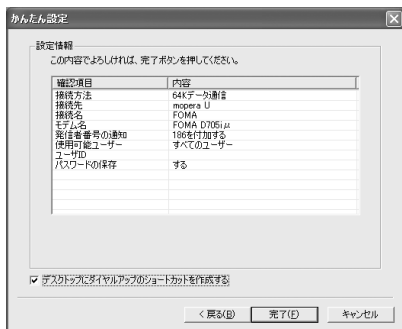 かんたん設定
設定情報
この内容でよろしければ、完了ボタンを押してください。
確認項目 内容
接続方法 64Kデータ通信
接続先 mopera U
接続名 FOMA
モデム名 FOMA D705iμ
発信者番号の通知 186を付加する
使用可能ユーザー すべてのユーザー
ユーザID
パスワードの保存 する
デスクトップにダイヤルアップのショートカットを作成する
< 戻る(B) 完了(F) キャンセル